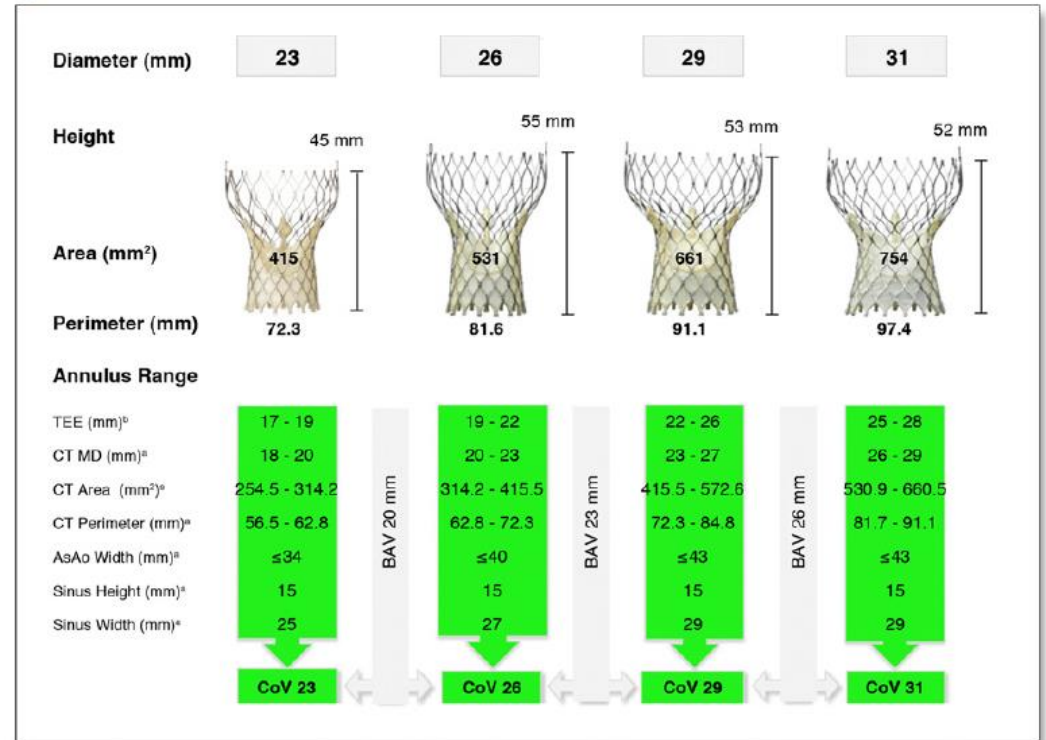 Diameter (mm) 23 26 29 31
Height 45 mm 55 mm 53 mm 52 mm
Area (mm²) 415 531 661 754
Perimeter (mm) 72.3 81.6 91.1 97.4
Annulus Range
TEE (mm)ᵇ 17 - 19 19 - 22 22 - 26 25 - 28
CT MD (mm)ᵃ 18 - 20 20 - 23 23 - 27 26 - 29
CT Area (mm²)ᵃ 254.5 - 314.2 314.2 - 415.5 415.5 - 572.6 530.9 - 660.5
CT Perimeter (mm)ᵃ 56.5 - 62.8 62.8 - 72.3 72.3 - 84.8 81.7 - 91.1
AsAo Width (mm)ᵃ ≤34 ≤40 ≤43 ≤43
Sinus Height (mm)ᵃ 15 15 15 15
Sinus Width (mm)ᵃ 25 27 29 29
BAV 20 mm
BAV 23 mm
BAV 26 mm
CoV 23 CoV 26 CoV 29 CoV 31